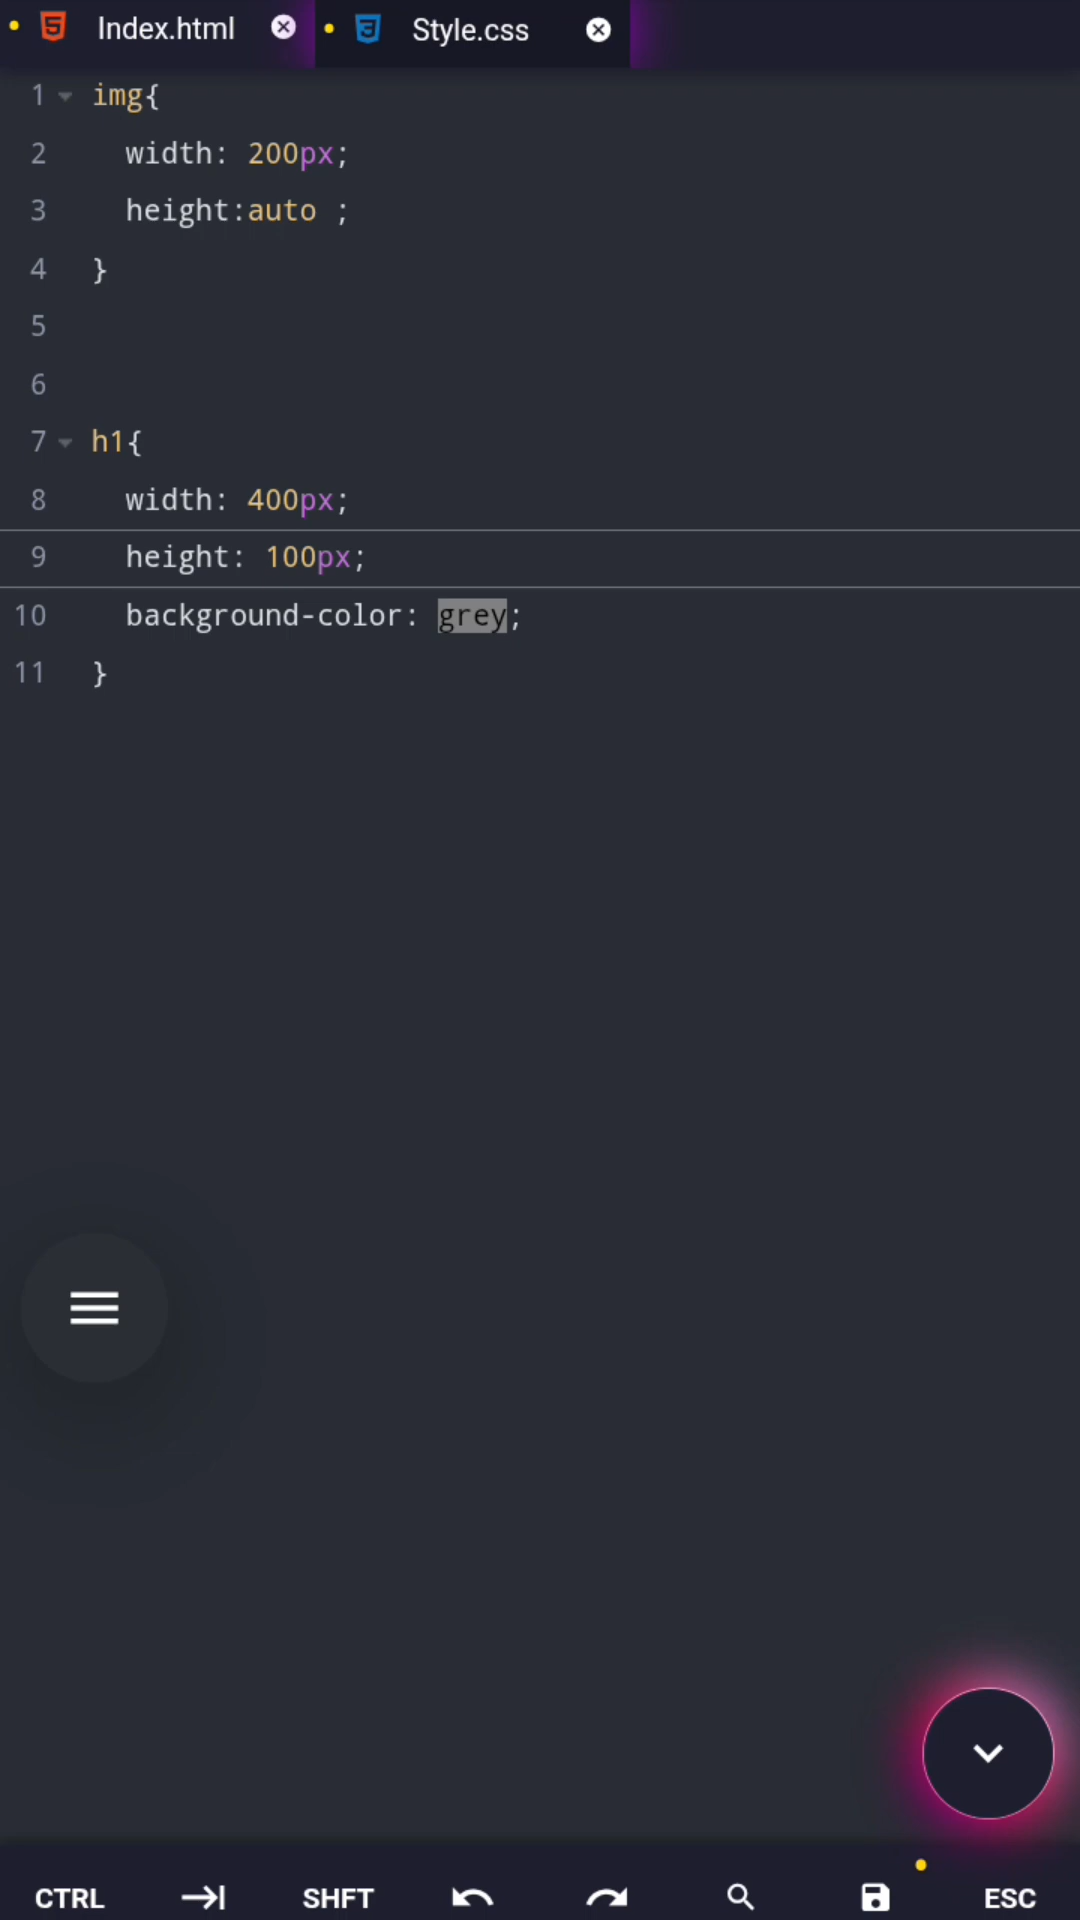 Index.html
Style.css
1 img{
2 width: 200px;
3 height:auto ;
4 }
5
6
7 h1{
8 width: 400px;
9 height: 100px;
10 background-color: grey;
11 }
CTRL SHFT ESC